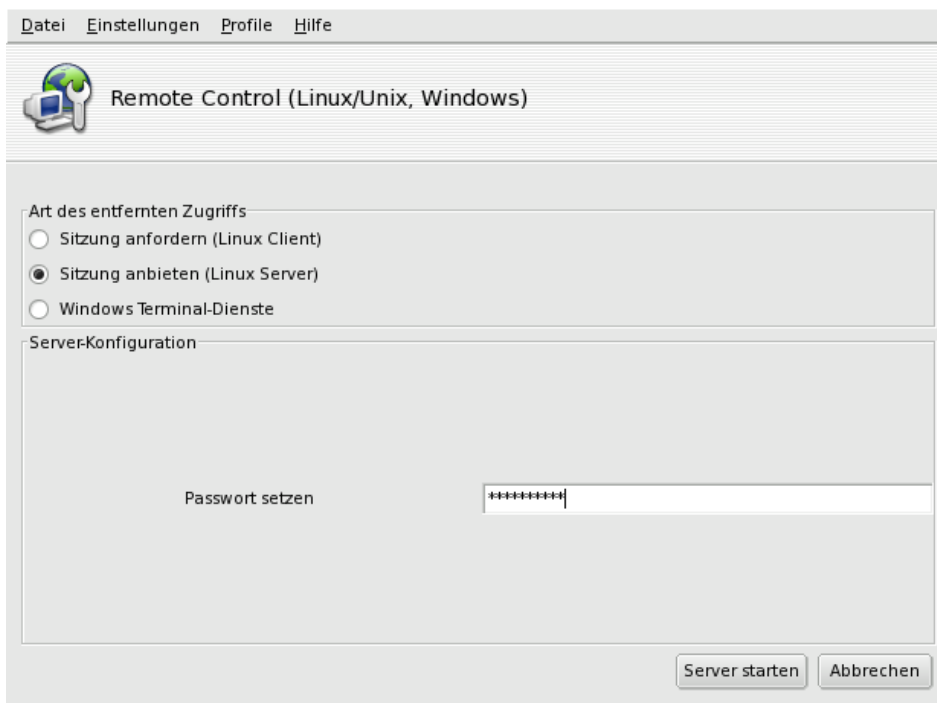 Datei Einstellungen Profile Hilfe
Remote Control (Linux/Unix, Windows)
Art des entfernten Zugriffs
Sitzung anfordern (Linux Client)
Sitzung anbieten (Linux Server)
Windows Terminal-Dienste
Server-Konfiguration
Passwort setzen **********
Server starten Abbrechen